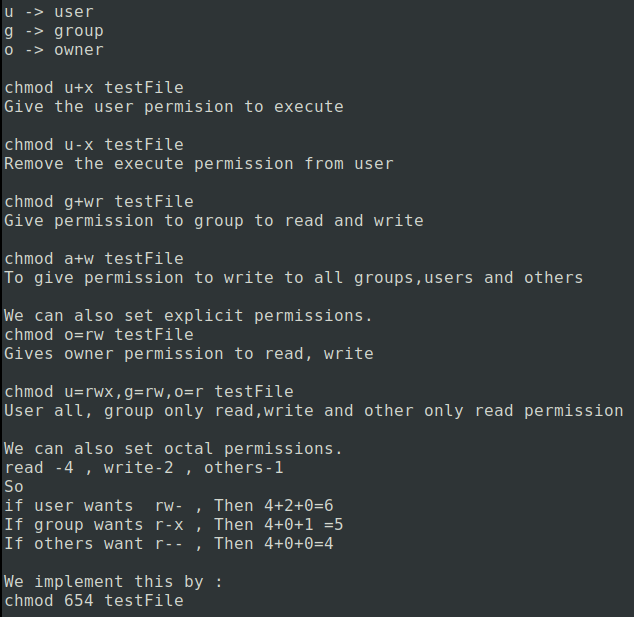 u -> user
g -> group
o -> owner
chmod u+x testFile
Give the user permision to execute
chmod u-x testFile
Remove the execute permission from user
chmod g+wr testFile
Give permission to group to read and write
chmod a+w testFile
To give permission to write to all groups,users and others
We can also set explicit permissions.
chmod o=rw testFile
Gives owner permission to read, write
chmod u=rwx,g=rw,o=r testFile
User all, group only read,write and other only read permission
We can also set octal permissions.
read -4 , write-2 , others-1
So
if user wants  rw- , Then 4+2+0=6
If group wants r-x , Then 4+0+1 =5
If others want r-- , Then 4+0+0=4
We implement this by :
chmod 654 testFile